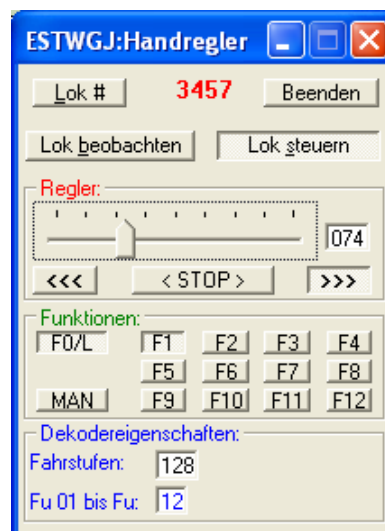 ESTWGJ:Handregler
Lok # 3457 Beenden
Lok beobachten Lok steuern
Regler:
074
<<< < STOP > >>>
Funktionen:
F0/L F1 F2 F3 F4
F5 F6 F7 F8
MAN F9 F10 F11 F12
Dekodereigenschaften:
Fahrstufen: 128
Fu 01 bis Fu: 12